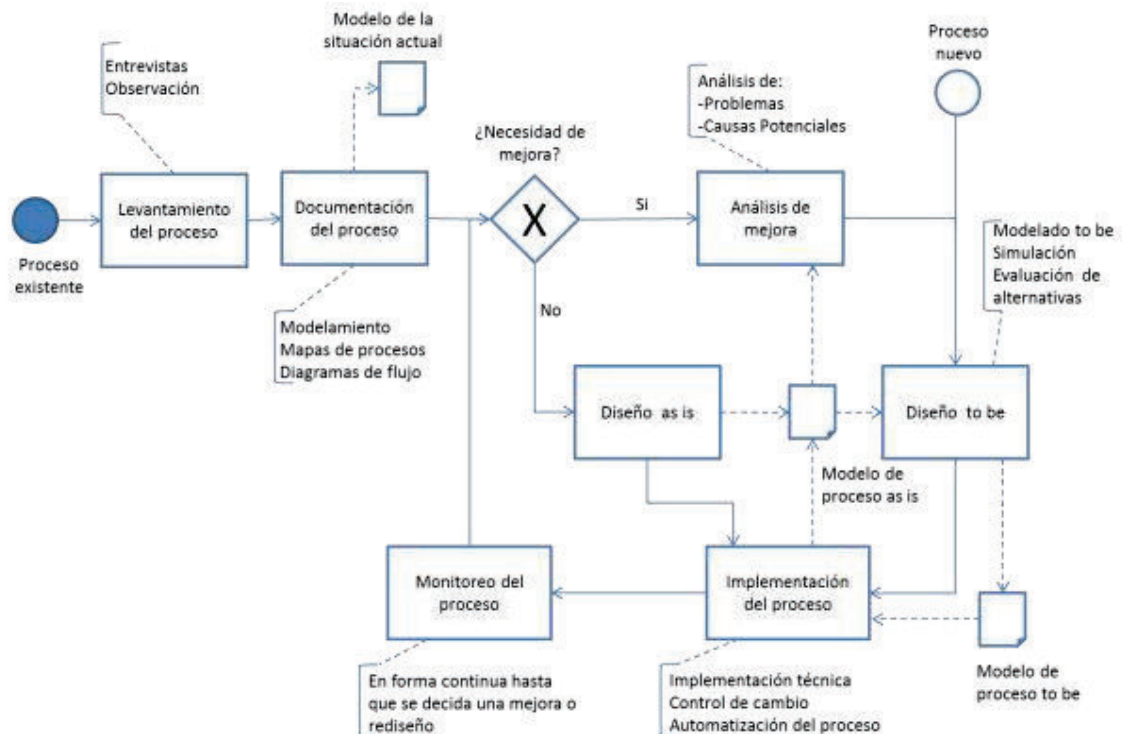 Modelo de la
situación actual
Proceso
nuevo
Entrevistas
Observación
Análisis de:
-Problemas
-Causas Potenciales
¿Necesidad de
mejora?
Levantamiento
del proceso
Documentación
del proceso
X
Si
Análisis de
mejora
Proceso
existente
Modelado to be
Simulación
Evaluación de
alternativas
No
Modelamiento
Mapas de procesos
Diagramas de flujo
Diseño as is
Diseño to be
Modelo de
proceso as is
Monitoreo del
proceso
Implementación
del proceso
En forma continua hasta
que se decida una mejora o
rediseño
Implementación técnica
Control de cambio
Automatización del proceso
Modelo de
proceso to be